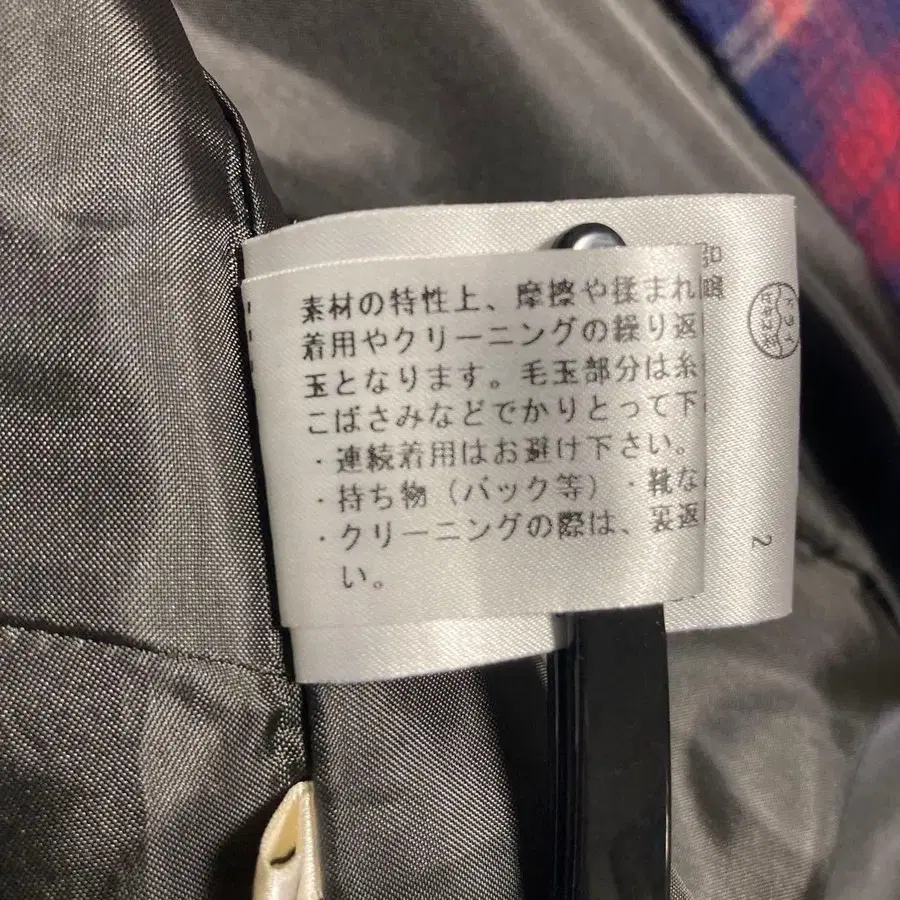 素材の特性上、摩擦や揉まれ
着用やクリーニングの繰り返
玉となります。毛玉部分は糸
こばさみなどでかりとって下
・連続着用はお避け下さい。
・持ち物（バック等）・靴な
・クリーニングの際は、裏返
い。
2